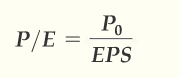 P/E = P₀ / EPS